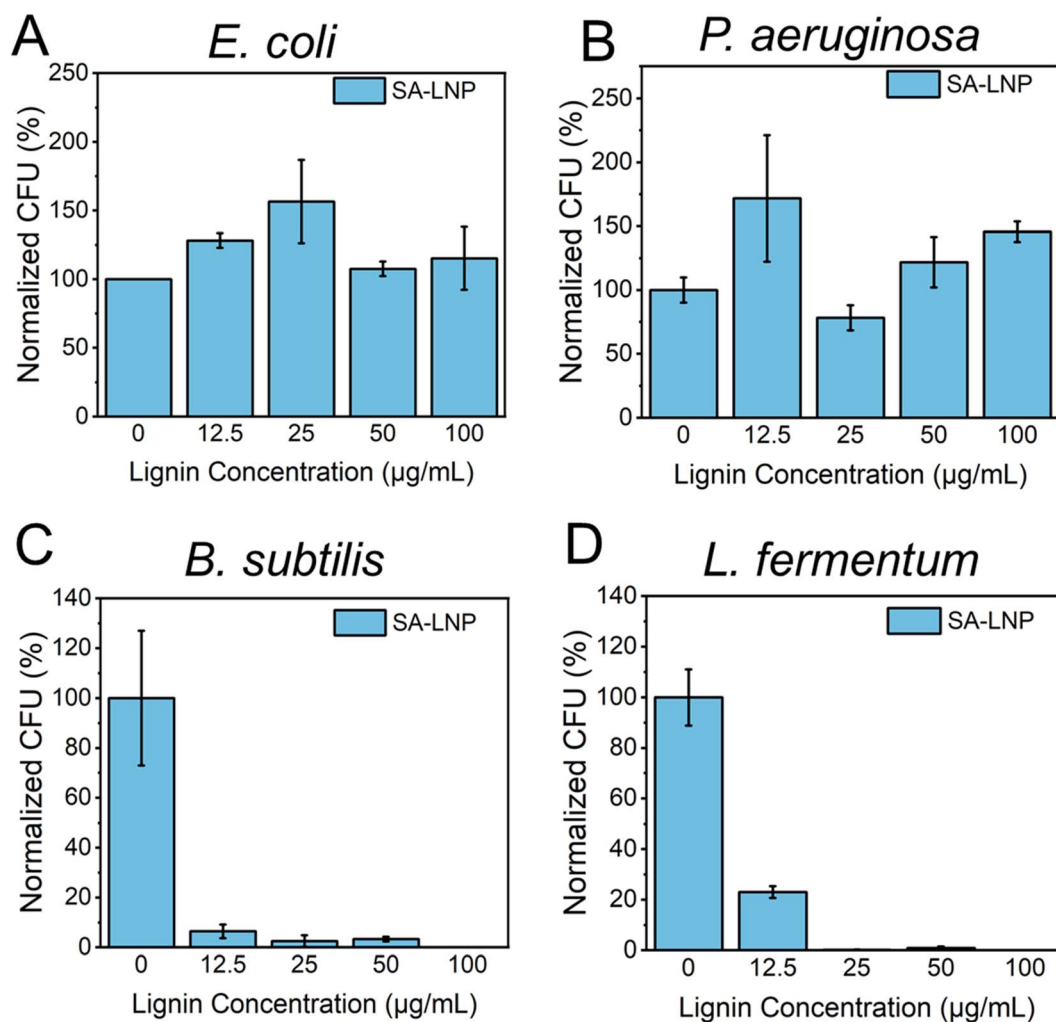 A
E. coli
SA-LNP
Normalized CFU (%)
250
200
150
100
50
0
0 12.5 25 50 100
Lignin Concentration (µg/mL)
B
P. aeruginosa
SA-LNP
Normalized CFU (%)
250
200
150
100
50
0
0 12.5 25 50 100
Lignin Concentration (µg/mL)
C
B. subtilis
SA-LNP
Normalized CFU (%)
140
120
100
80
60
40
20
0
0 12.5 25 50 100
Lignin Concentration (µg/mL)
D
L. fermentum
SA-LNP
Normalized CFU (%)
140
120
100
80
60
40
20
0
0 12.5 25 50 100
Lignin Concentration (µg/mL)